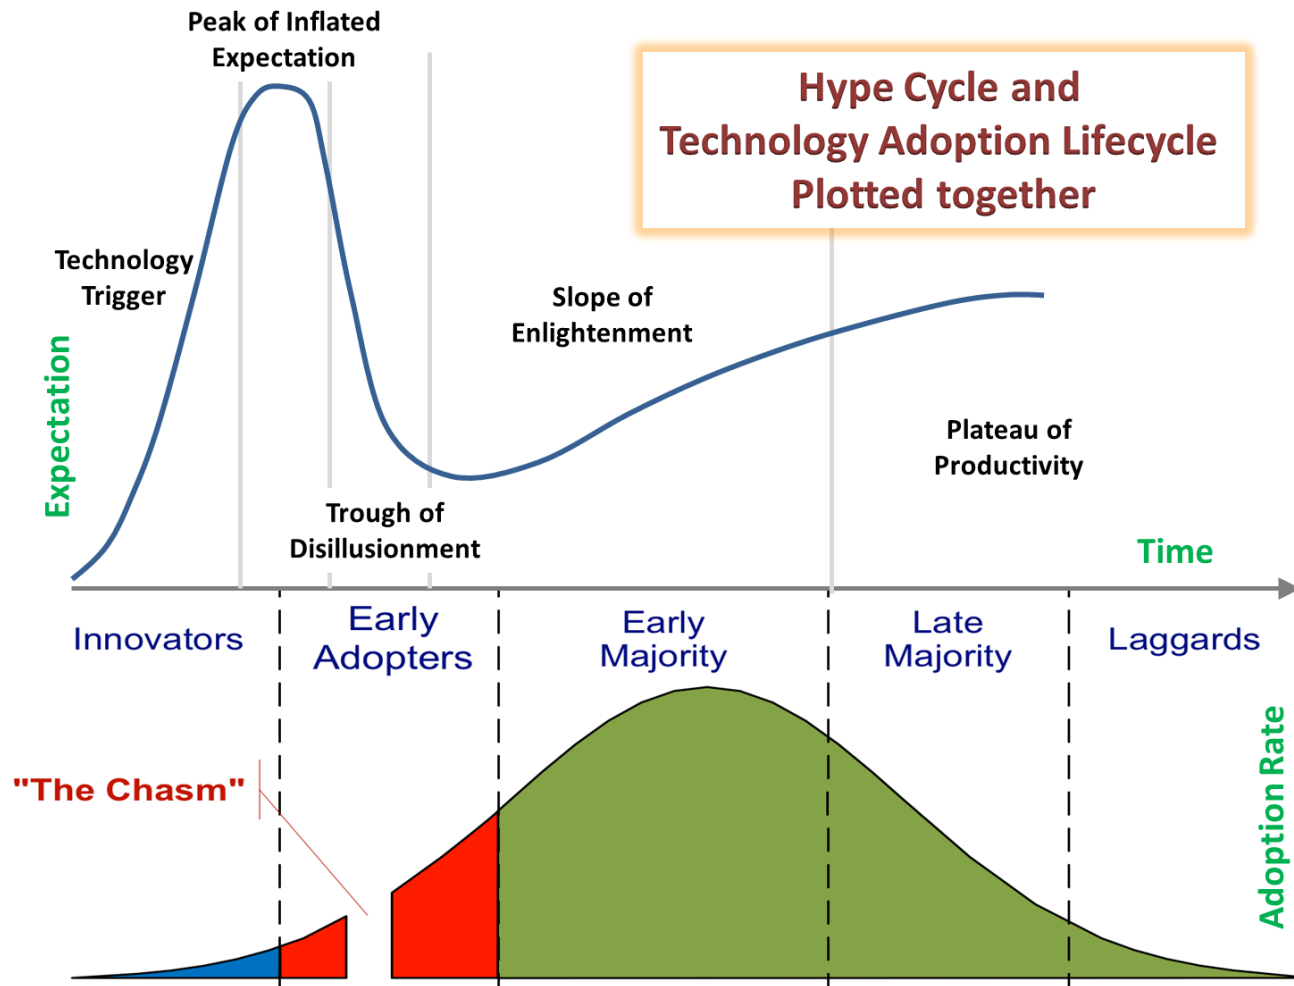 Peak of Inflated
Expectation
Hype Cycle and
Technology Adoption Lifecycle
Plotted together
Technology
Trigger
Slope of
Enlightenment
Expectation
Plateau of
Productivity
Trough of
Disillusionment
Time
Innovators
Early
Adopters
Early
Majority
Late
Majority
Laggards
"The Chasm"
Adoption Rate